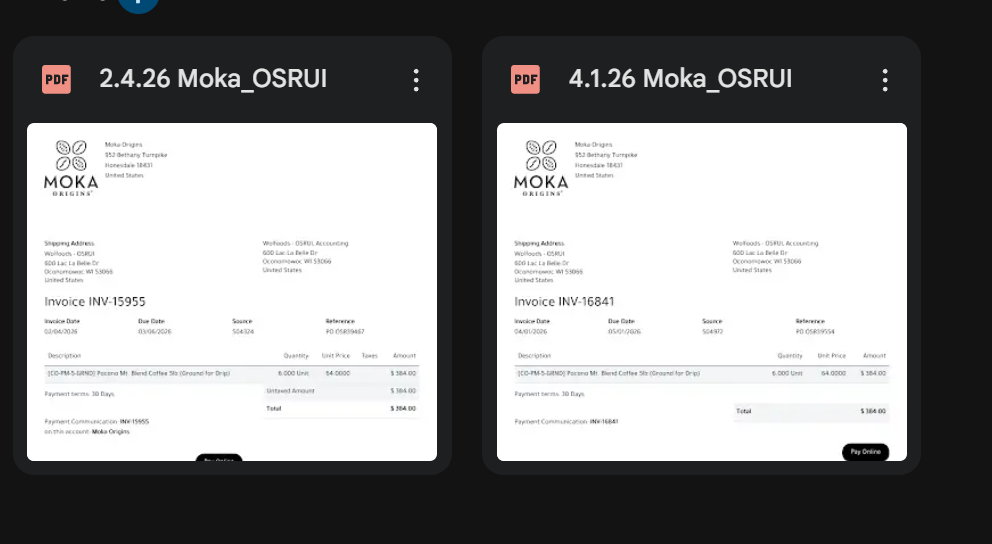 PDF 2.4.26 Moka_OSRUI
MOKA
ORIGINS
Moka Origins
952 Bethany Turnpike
Honesdale 18431
United States
Shipping Address
Wolfoods - OSRUI
600 Lac La Belle Dr
Oconomowoc WI 53066
United States
Wolfoods - OSRUI, Accounting
600 Lac La Belle Dr
Oconomowoc WI 53066
United States
Invoice INV-15955
Invoice Date Due Date Source Reference
02/04/2026 03/06/2026 S04324 PO OSR39467
Description Quantity Unit Price Taxes Amount
[CO-PM-5-GRND] Pocono Mt. Blend Coffee 5lb (Ground for Drip) 6.000 Unit 64.0000 $ 384.00
Untaxed Amount $ 384.00
Payment terms: 30 Days
Total $ 384.00
Payment Communication: INV-15955
on this account: Moka Origins
Pay Online
PDF 4.1.26 Moka_OSRUI
MOKA
ORIGINS
Moka Origins
952 Bethany Turnpike
Honesdale 18431
United States
Shipping Address
Wolfoods - OSRUI
600 Lac La Belle Dr
Oconomowoc WI 53066
United States
Wolfoods - OSRUI, Accounting
600 Lac La Belle Dr
Oconomowoc WI 53066
United States
Invoice INV-16841
Invoice Date Due Date Source Reference
04/01/2026 05/01/2026 S04972 PO OSR39554
Description Quantity Unit Price Amount
[CO-PM-5-GRND] Pocono Mt. Blend Coffee 5lb (Ground for Drip) 6.000 Unit 64.0000 $ 384.00
Payment terms: 30 Days
Total $ 384.00
Payment Communication: INV-16841
Pay Online